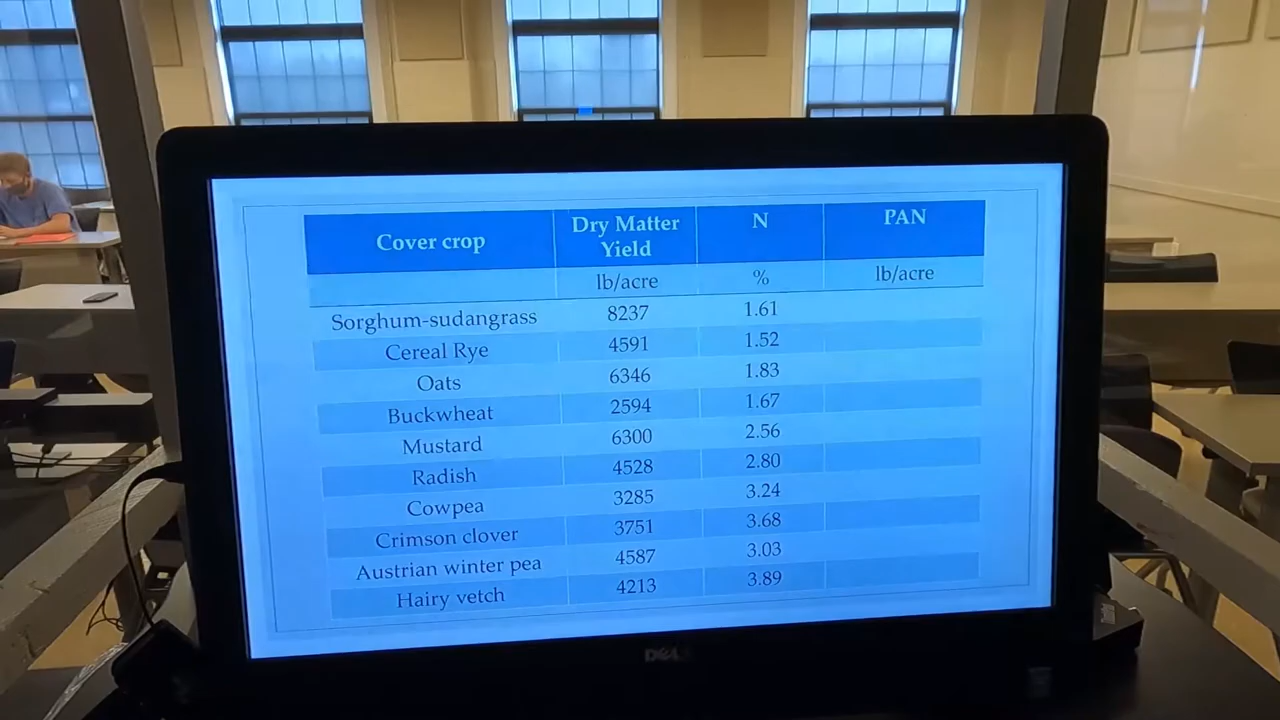 Cover crop Dry Matter Yield N PAN
lb/acre % lb/acre
Sorghum-sudangrass 8237 1.61
Cereal Rye 4591 1.52
Oats 6346 1.83
Buckwheat 2594 1.67
Mustard 6300 2.56
Radish 4528 2.80
Cowpea 3285 3.24
Crimson clover 3751 3.68
Austrian winter pea 4587 3.03
Hairy vetch 4213 3.89
DELL